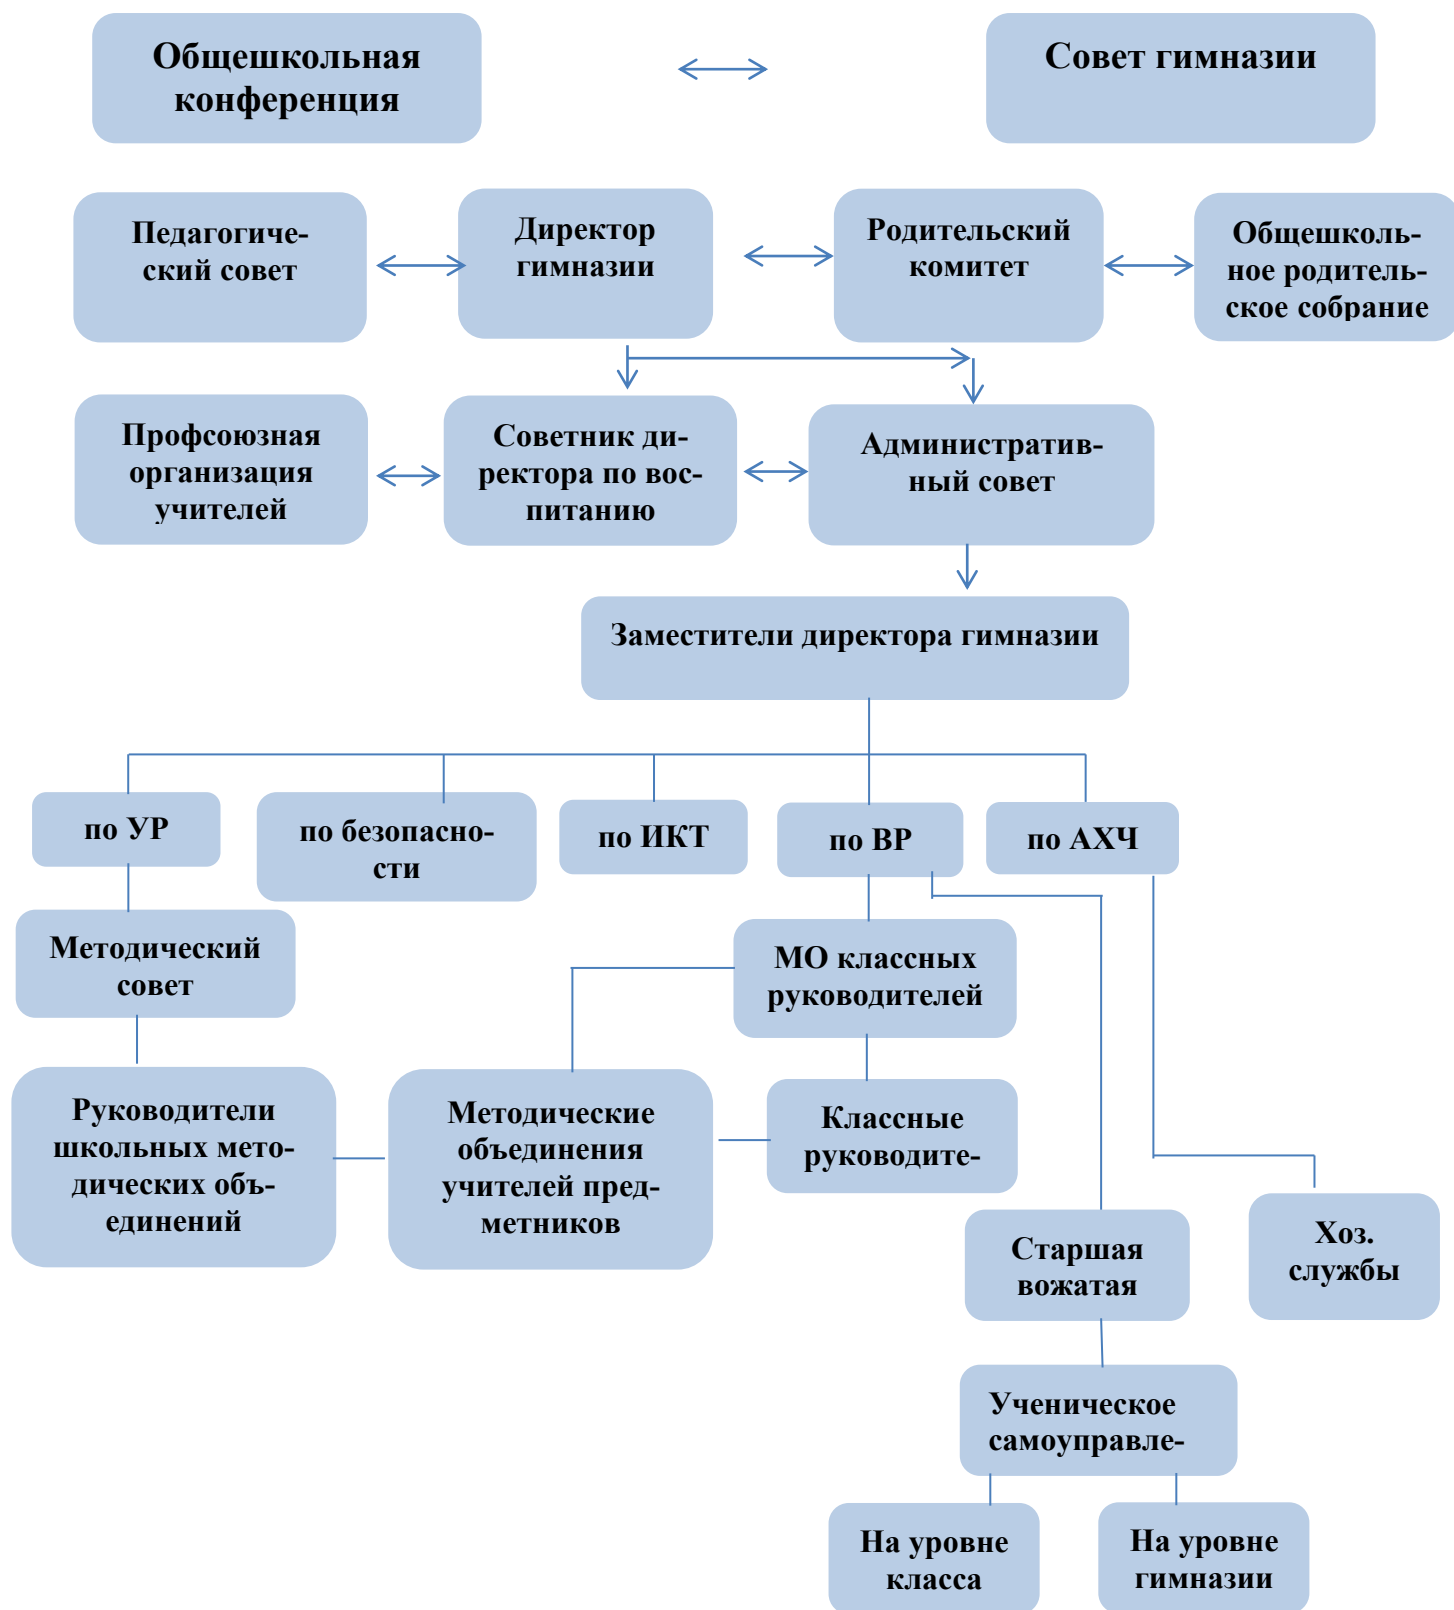 Общешкольная
конференция
Совет гимназии
Педагогиче-
ский совет
Директор
гимназии
Родительский
комитет
Общешколь-
ное родитель-
ское собрание
Профсоюзная
организация
учителей
Советник ди-
ректора по вос-
питанию
Административ-
ный совет
Заместители директора гимназии
по УР
по безопасно-
сти
по ИКТ
по ВР
по АХЧ
Методический
совет
МО классных
руководителей
Руководители
школьных мето-
дических объ-
единений
Методические
объединения
учителей пред-
метников
Классные
руководите-
Старшая
вожатая
Хоз.
службы
Ученическое
самоуправле-
На уровне
класса
На уровне
гимназии